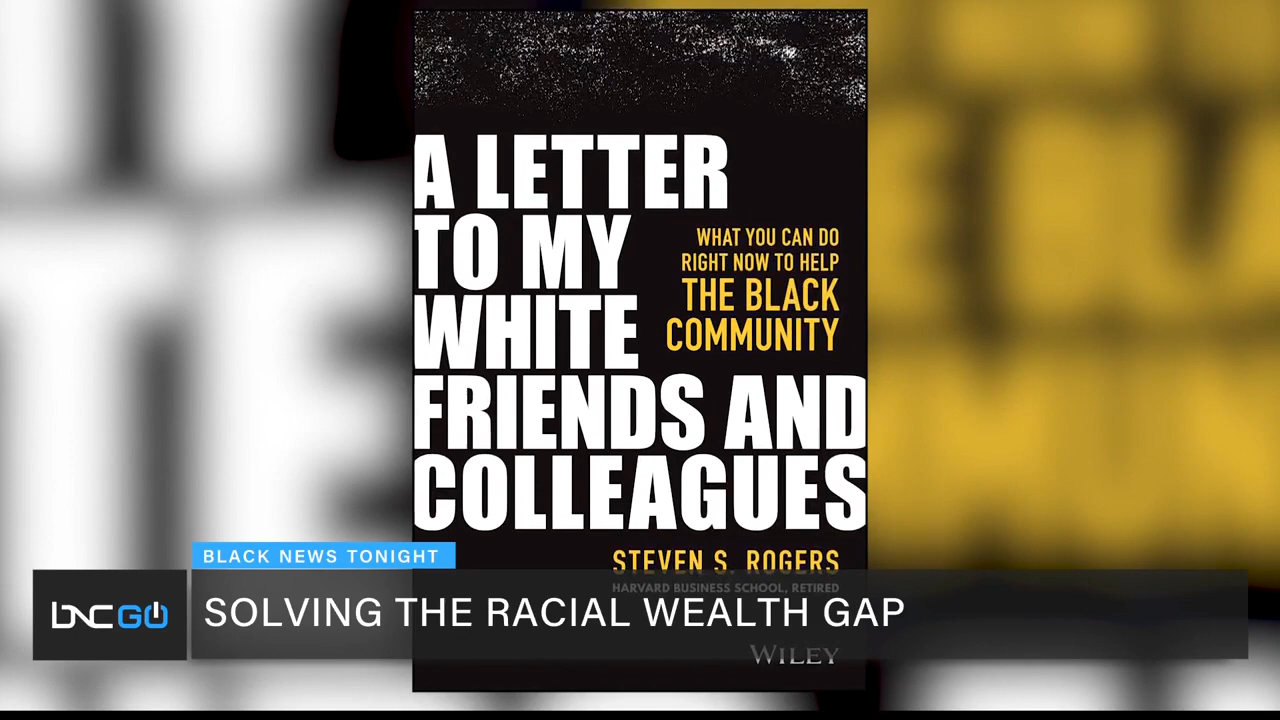 A LETTER
TO MY
WHITE
FRIENDS AND
COLLEAGUES
WHAT YOU CAN DO
RIGHT NOW TO HELP
THE BLACK
COMMUNITY
STEVEN S. ROGERS
HARVARD BUSINESS SCHOOL, RETIRED
WILEY
BLACK NEWS TONIGHT
BNC GO
SOLVING THE RACIAL WEALTH GAP